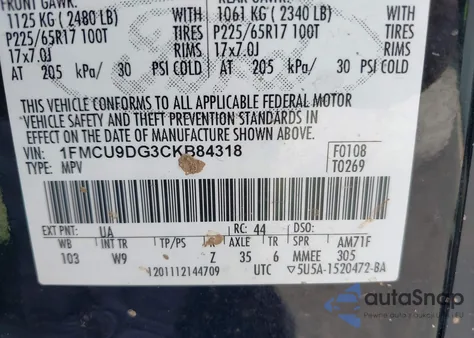 FRONT GAWR: REAR GAWR:
1125 KG ( 2480 LB) 1061 KG ( 2340 LB)
P225/65R17 100T TIRES P225/65R17 100T
17x7.0J RIMS 17x7.0J RIMS
AT 205 kPa/ 30 PSI COLD AT 205 kPa/ 30 PSI COLD
THIS VEHICLE CONFORMS TO ALL APPLICABLE FEDERAL MOTOR
VEHICLE SAFETY AND THEFT PREVENTION STANDARDS IN
EFFECT ON THE DATE OF MANUFACTURE SHOWN ABOVE.
VIN: 1FMCU9DG3CKB84318 F0108
TYPE: MPV T0269
EXT PNT: UA RC: 44 DSO:
WB INT TR TP/PS R AXLE TR SPR AM71F
103 W9 Z 35 6 MMEE 305
1201112144709 UTC ▽5U5A-1520472-BA
autoSnap